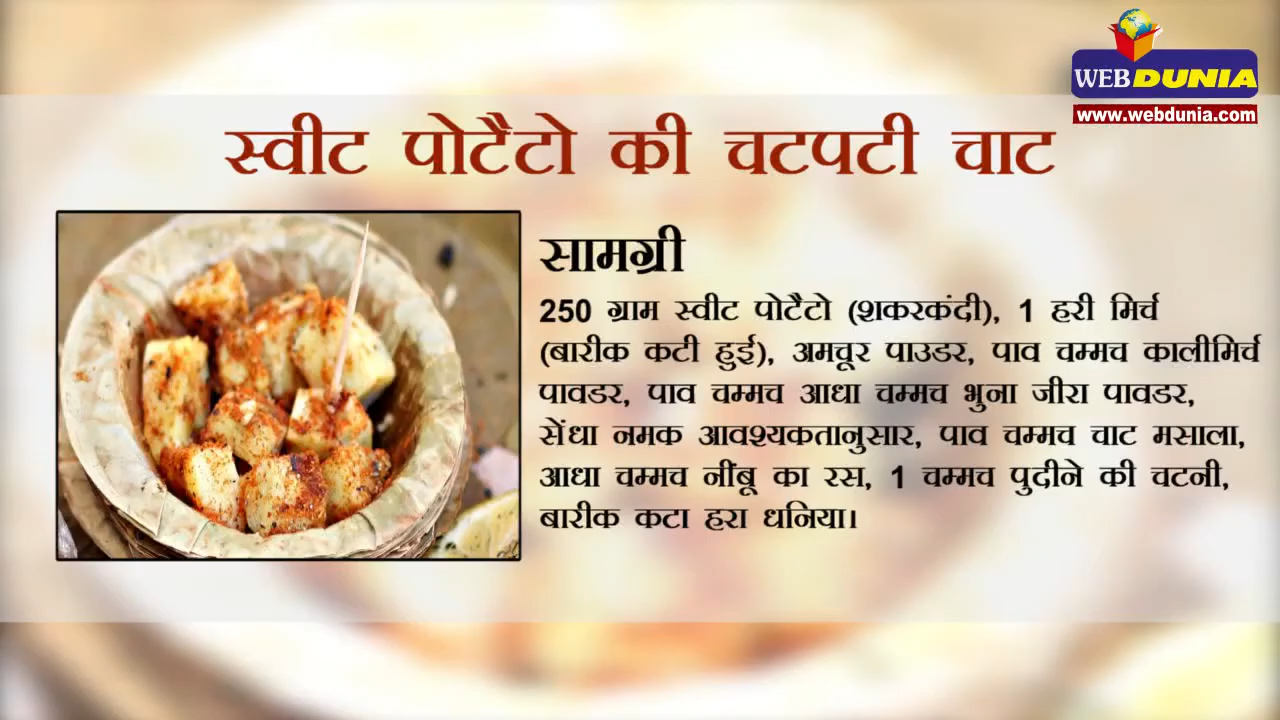 WEBDUNIA
www.webdunia.com
स्वीट पोटैटो की चटपटी चाट
सामग्री
250 ग्राम स्वीट पोटैटो (शकरकंदी), 1 हरी मिर्च
(बारीक कटी हुई), अमचूर पाउडर, पाव चम्मच कालीमिर्च
पावडर, पाव चम्मच आधा चम्मच भुना जीरा पावडर,
सेंधा नमक आवश्यकतानुसार, पाव चम्मच चाट मसाला,
आधा चम्मच नींबू का रस, 1 चम्मच पुदीने की चटनी,
बारीक कटा हरा धनिया।